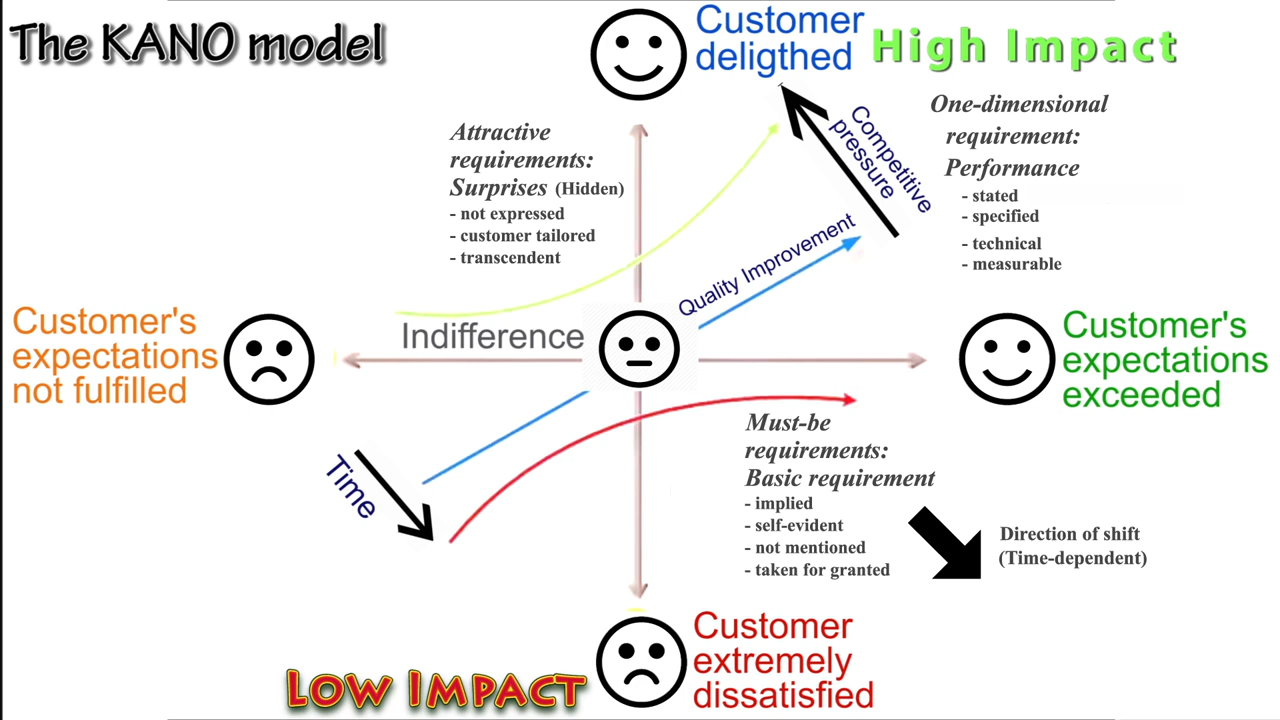 The KANO model
Customer
deligthed
High Impact
Attractive
requirements:
Surprises (Hidden)
- not expressed
- customer tailored
- transcendent
Competitive
pressure
One-dimensional
requirement:
Performance
- stated
- specified
- technical
- measurable
Quality Improvement
Customer's
expectations
not fulfilled
Indifference
Customer's
expectations
exceeded
Time
Must-be
requirements:
Basic requirement
- implied
- self-evident
- not mentioned
- taken for granted
Direction of shift
(Time-dependent)
Low Impact
Customer
extremely
dissatisfied